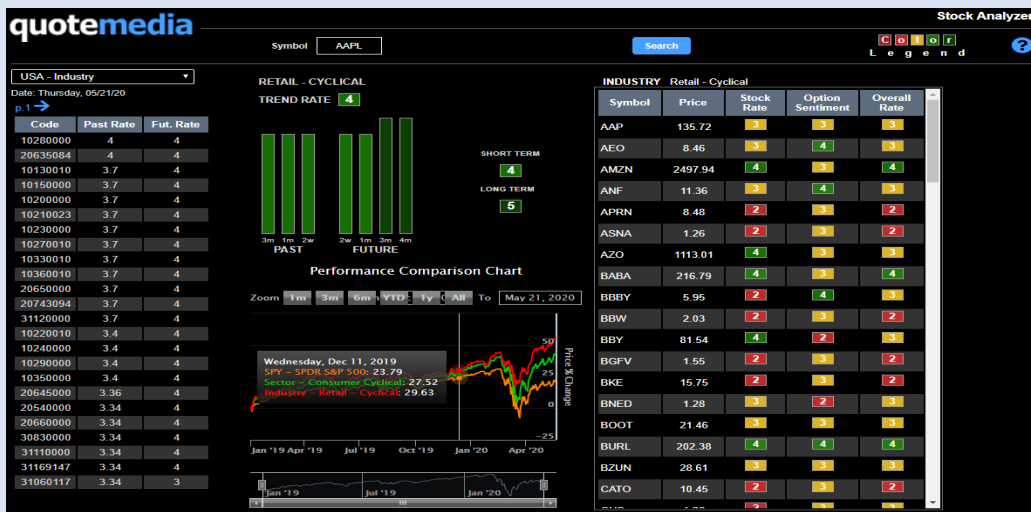 quotemedia
Stock Analyzer
Symbol AAPL Search
Color
Legend
?
USA - Industry
Date: Thursday, 05/21/20
p.1
Code Past Rate Fut. Rate
10280000 4 4
20635084 4 4
10130010 3.7 4
10150000 3.7 4
10200000 3.7 4
10210023 3.7 4
10230000 3.7 4
10270010 3.7 4
10330010 3.7 4
10360010 3.7 4
20650000 3.7 4
20743094 3.7 4
31120000 3.7 4
10220010 3.4 4
10240000 3.4 4
10290000 3.4 4
10350000 3.4 4
20645000 3.36 4
20540000 3.34 4
20660000 3.34 4
30830000 3.34 4
31110000 3.34 4
31169147 3.34 4
31060117 3.34 3
RETAIL - CYCLICAL
TREND RATE 4
SHORT TERM
4
LONG TERM
5
3m 1m 2w 2w 1m 3m 4m
PAST FUTURE
Performance Comparison Chart
Zoom 1m 3m 6m YTD 1y All To May 21, 2020
50
25
0
-25
Price % Change
Wednesday, Dec 11, 2019
SPY - SPDR S&P 500: 23.79
Sector - Consumer Cyclical: 27.52
Industry - Retail - Cyclical: 29.63
Jan '19 Apr '19 Jul '19 Oct '19 Jan '20 Apr '20
Jan '19 Jul '19 Jan '20
INDUSTRY Retail - Cyclical
Symbol Price Stock Rate Option Sentiment Overall Rate
AAP 135.72 3 3 3
AEO 8.46 3 4 3
AMZN 2497.94 4 3 4
ANF 11.36 3 4 3
APRN 8.48 2 3 2
ASNA 1.26 2 3 2
AZO 1113.01 4 3 3
BABA 216.79 4 3 4
BBBY 5.95 2 4 3
BBW 2.03 2 3 2
BBY 81.54 4 2 3
BGFV 1.55 2 3 2
BKE 15.75 2 3 2
BNED 1.28 3 2 3
BOOT 21.46 3 3 3
BURL 202.38 4 4 4
BZUN 28.61 3 3 3
CATO 10.45 2 3 2